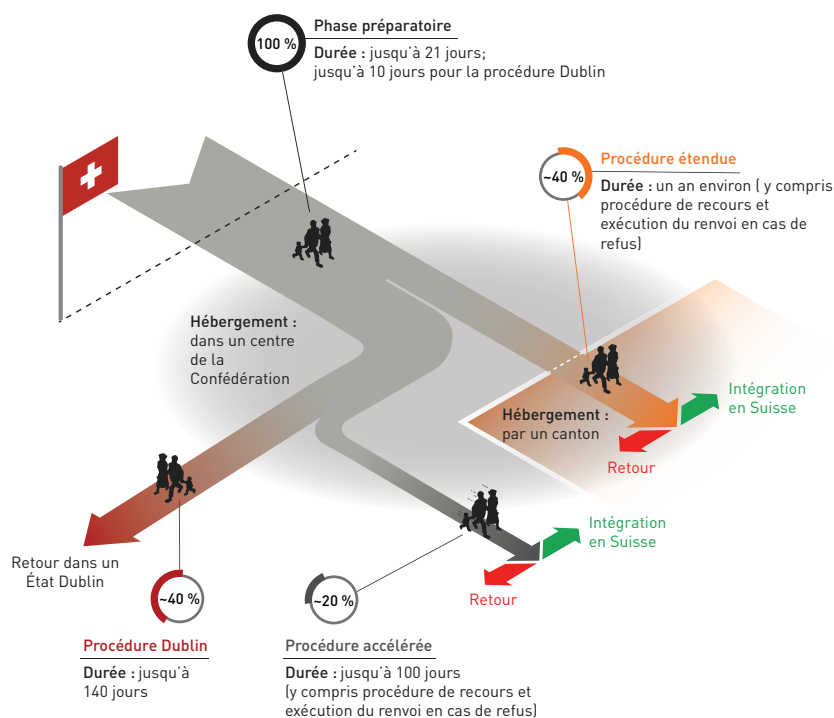 100 %
Phase préparatoire
Durée : jusqu'à 21 jours;
jusqu'à 10 jours pour la procédure Dublin
~40 %
Procédure étendue
Durée : un an environ ( y compris
procédure de recours et
exécution du renvoi en cas de
refus)
Hébergement :
dans un centre
de la
Confédération
Hébergement :
par un canton
Intégration
en Suisse
Retour
Intégration
en Suisse
Retour
Retour dans un
État Dublin
~40 %
Procédure Dublin
Durée : jusqu'à
140 jours
~20 %
Procédure accélérée
Durée : jusqu'à 100 jours
(y compris procédure de recours et
exécution du renvoi en cas de refus)